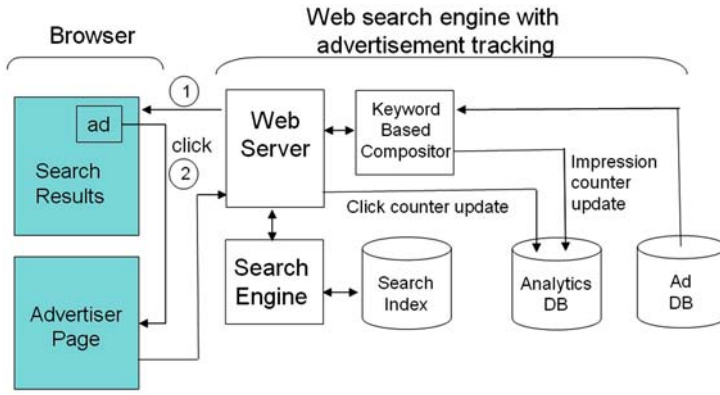 Web search engine with
advertisement tracking
Browser
1
ad
click
2
Search
Results
Web
Server
Keyword
Based
Compositor
Impression
counter
update
Click counter update
Search
Engine
Search
Index
Analytics
DB
Ad
DB
Advertiser
Page